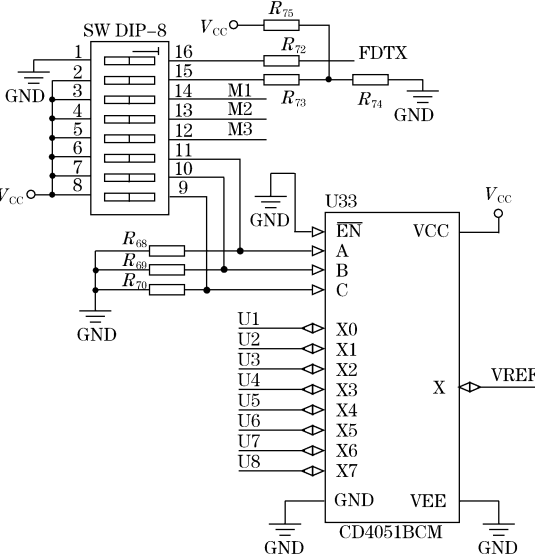 SW DIP-8
VCC
R75
R72
FDTX
R73
R74
GND
1
2
3
4
5
6
7
8
16
15
14 M1
13 M2
12 M3
11
10
9
GND
VCC
R68
R69
R70
GND
GND
U33
VCC
EN
A
B
C
VCC
U1 X0
U2 X1
U3 X2
U4 X3
U5 X4
U6 X5
U7 X6
U8 X7
X
VREF
GND
VEE
GND
GND
CD4051BCM